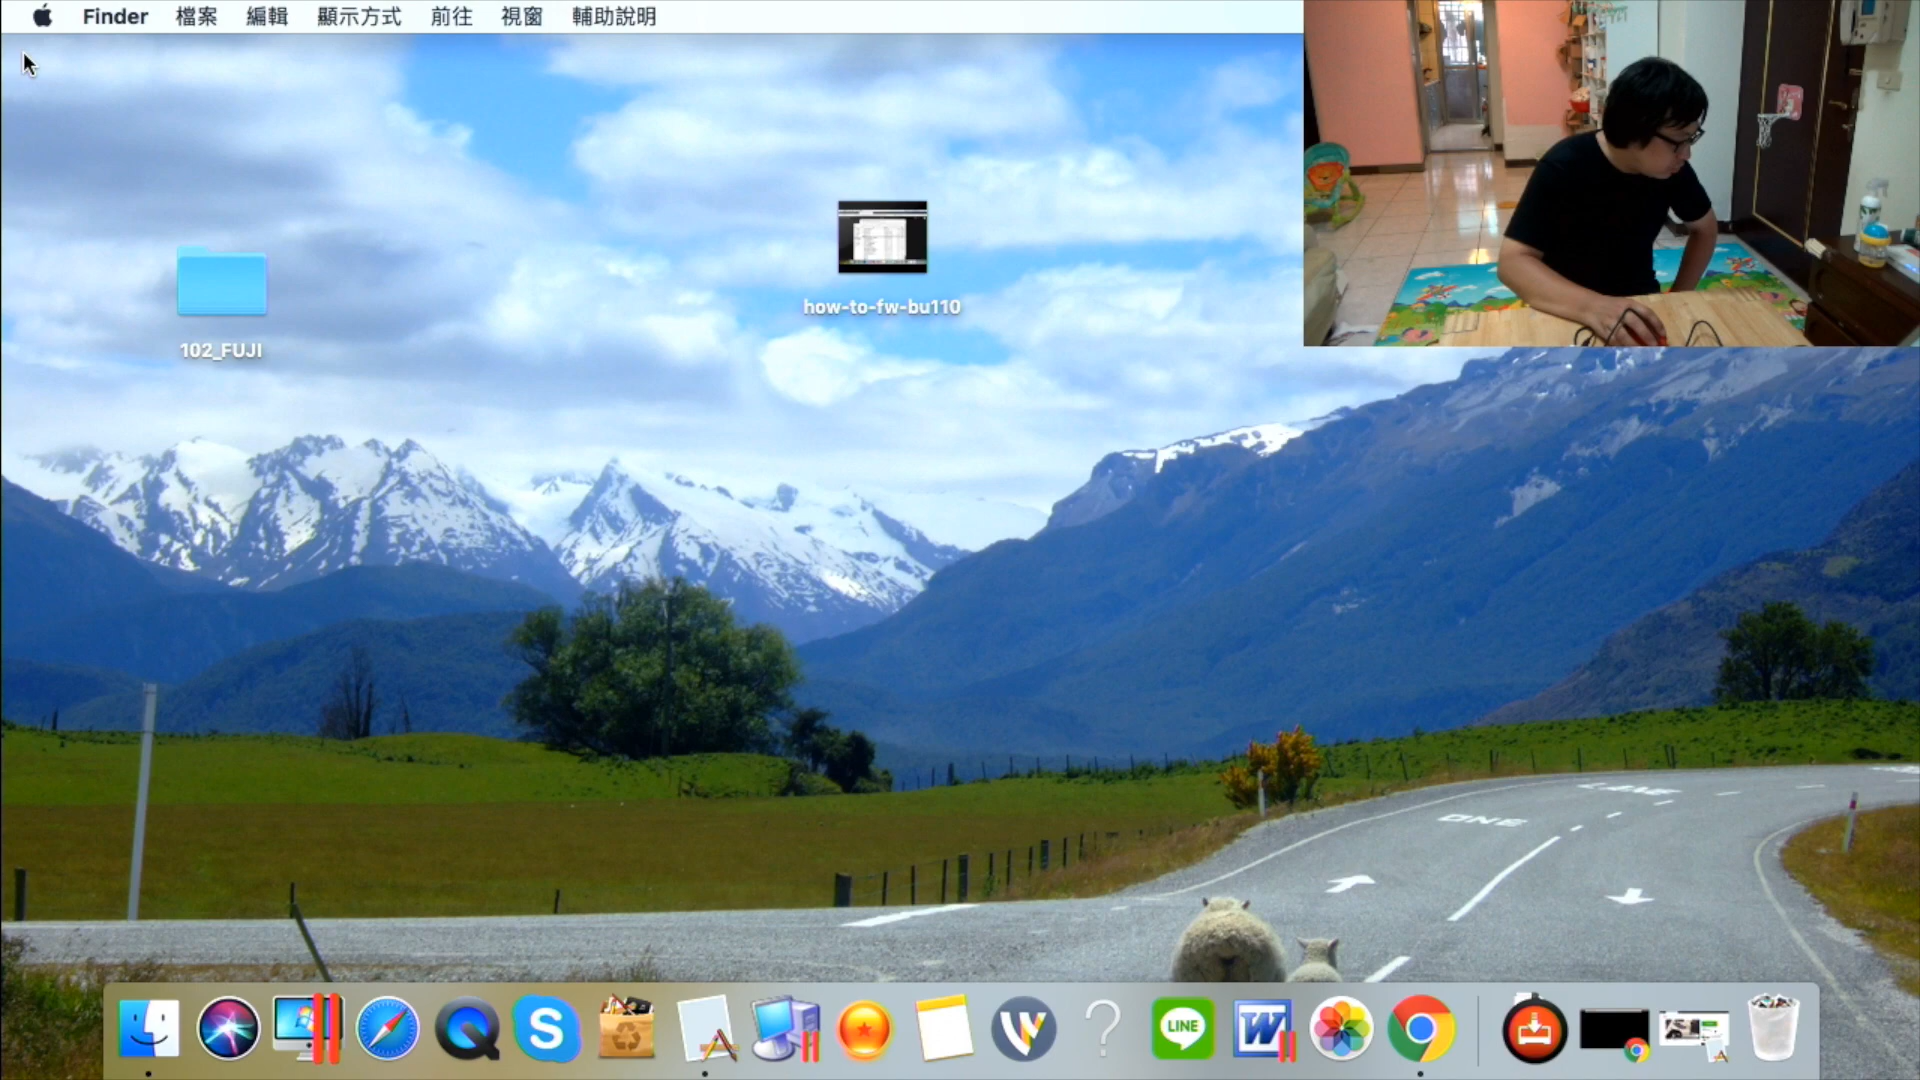 Finder 檔案 編輯 顯示方式 前往 視窗 輔助說明
how-to-fw-bu110
102_FUJI
LANE
ONE
S
W
?
LINE
W